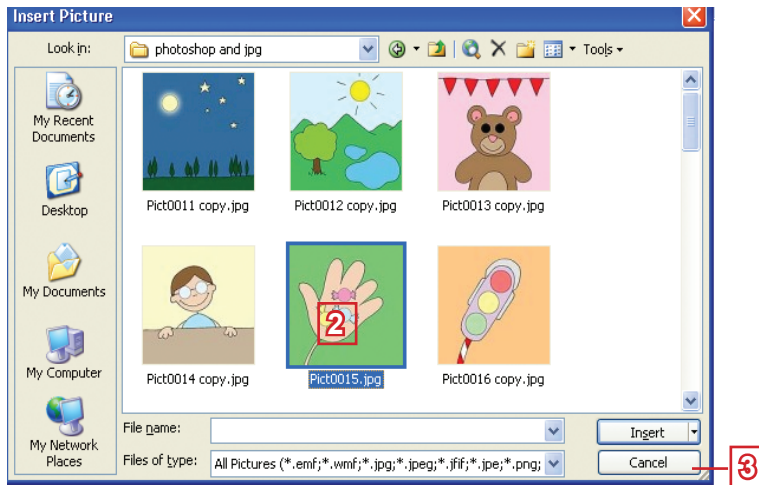 Insert Picture
Look in:
photoshop and jpg
Tools
My Recent
Documents
Desktop
My Documents
My Computer
My Network
Places
Pict0011 copy.jpg
Pict0012 copy.jpg
Pict0013 copy.jpg
2
Pict0014 copy.jpg
Pict0015.jpg
Pict0016 copy.jpg
File name:
Insert
Files of type:
All Pictures (*.emf;*.wmf;*.jpg;*.jpeg;*.jfif;*.jpe;*.png;
Cancel
3